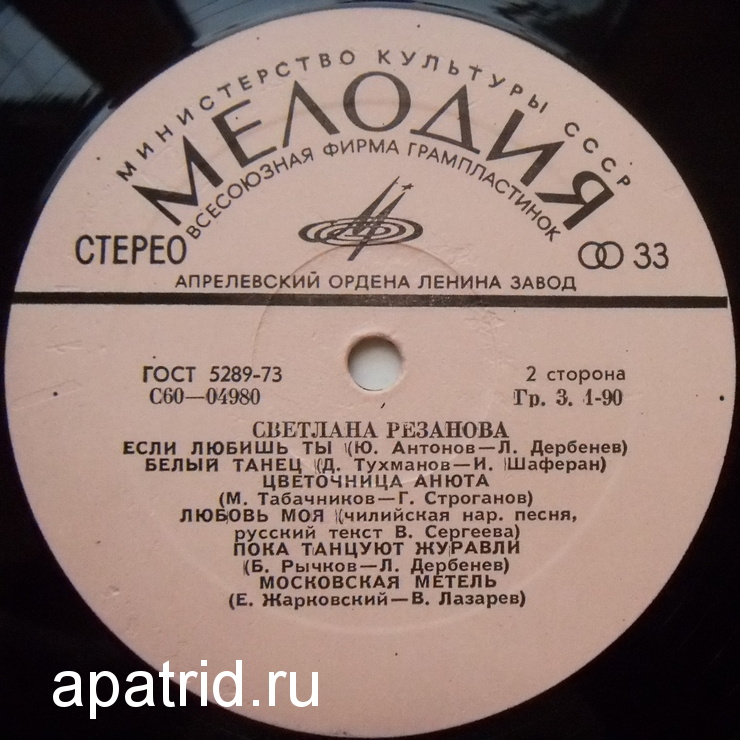 МИНИСТЕРСТВО КУЛЬТУРЫ СССР
МЕЛОДИЯ
ВСЕСОЮЗНАЯ ФИРМА ГРАМПЛАСТИНОК
СТЕРЕО
33
АПРЕЛЕВСКИЙ ОРДЕНА ЛЕНИНА ЗАВОД
ГОСТ 5289-73
2 сторона
С60—04980
Гр. 3. 1-90
СВЕТЛАНА РЕЗАНОВА
ЕСЛИ ЛЮБИШЬ ТЫ (Ю. Антонов—Л. Дербенев)
БЕЛЫЙ ТАНЕЦ (Д. Тухманов—И. Шаферан)
ЦВЕТОЧНИЦА АНЮТА
(М. Табачников—Г. Строганов)
ЛЮБОВЬ МОЯ (чилийская нар. песня,
русский текст В. Сергеева)
ПОКА ТАНЦУЮТ ЖУРАВЛИ
(Б. Рычков—Л. Дербенев)
МОСКОВСКАЯ МЕТЕЛЬ
(Е. Жарковский—В. Лазарев)
apatrid.ru